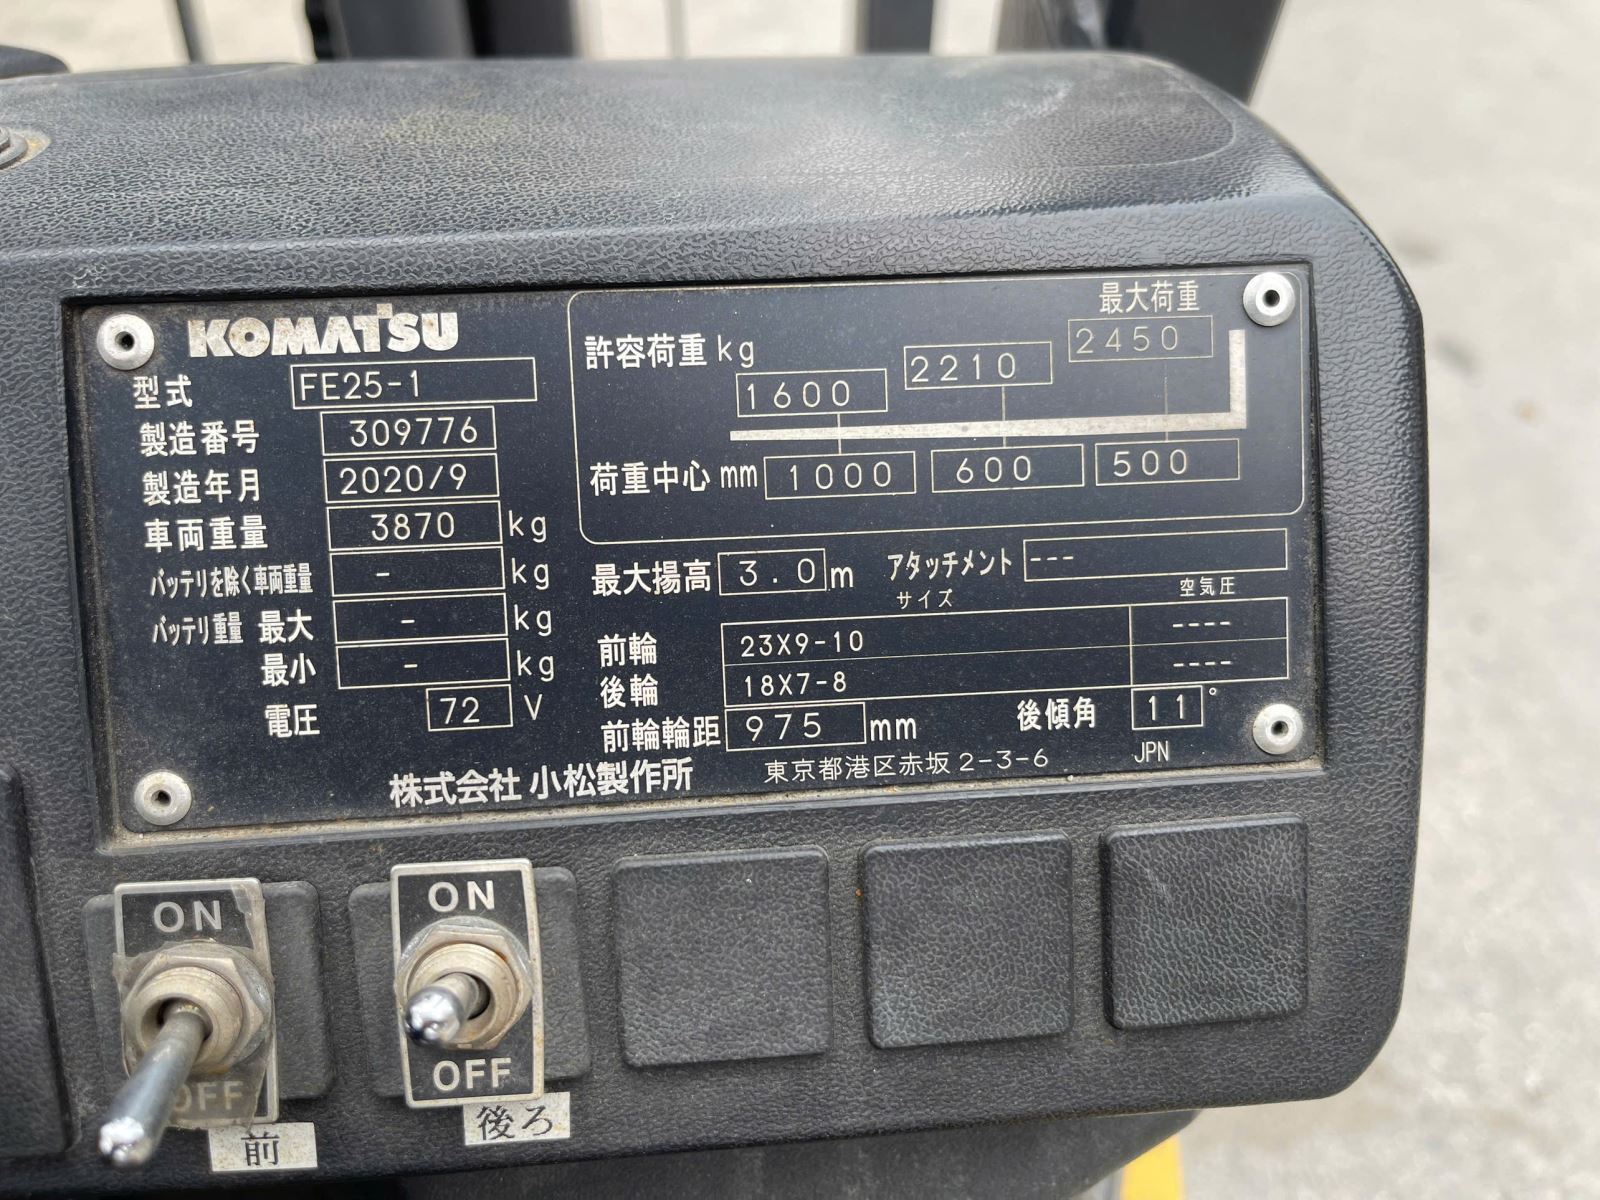 KOMATSU
型式 FE25-1
製造番号 309776
製造年月 2020/9
車両重量 3870 kg
バッテリを除く車両重量 - kg
バッテリ重量 最大 - kg
最小 - kg
電圧 72 V
最大荷重
許容荷重 kg 1600 2210 2450
荷重中心 mm 1000 600 500
最大揚高 3.0 m アタッチメント ---
サイズ 空気圧
前輪 23X9-10 ----
後輪 18X7-8 ----
前輪輪距 975 mm 後傾角 11°
株式会社 小松製作所 東京都港区赤坂2-3-6 JPN
ON
OFF
前
ON
OFF
後ろ